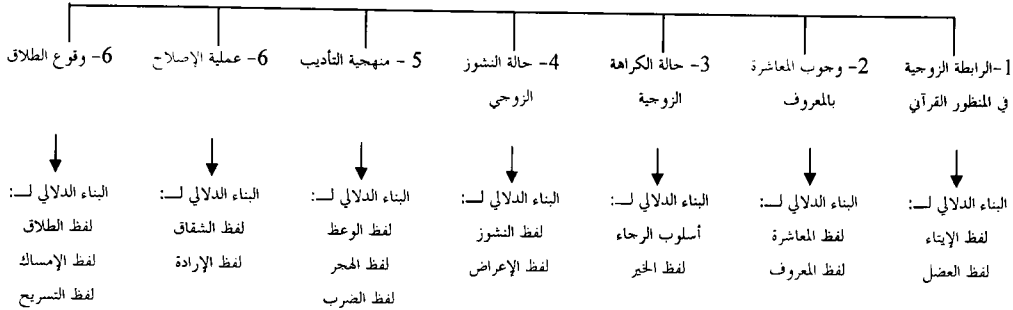 1-الرابطة الزوجية
في المنظور القرآني
2- وجوب المعاشرة
بالمعروف
3- حالة الكراهة
الزوجية
4- حالة النشوز
الزوجي
5 - منهجية التأديب
6- عملية الإصلاح
6- وقوع الطلاق
البناء الدلالي لـــ:
لفظ الإيتاء
لفظ العضل
البناء الدلالي لـــ:
لفظ المعاشرة
لفظ المعروف
البناء الدلالي لـــ:
أسلوب الرجاء
لفظ الخير
البناء الدلالي لـــ:
لفظ النشوز
لفظ الإعراض
البناء الدلالي لـــ:
لفظ الوعظ
لفظ الهجر
لفظ الضرب
البناء الدلالي لـــ:
لفظ الشقاق
لفظ الإرادة
البناء الدلالي لـــ:
لفظ الطلاق
لفظ الإمساك
لفظ التسريح